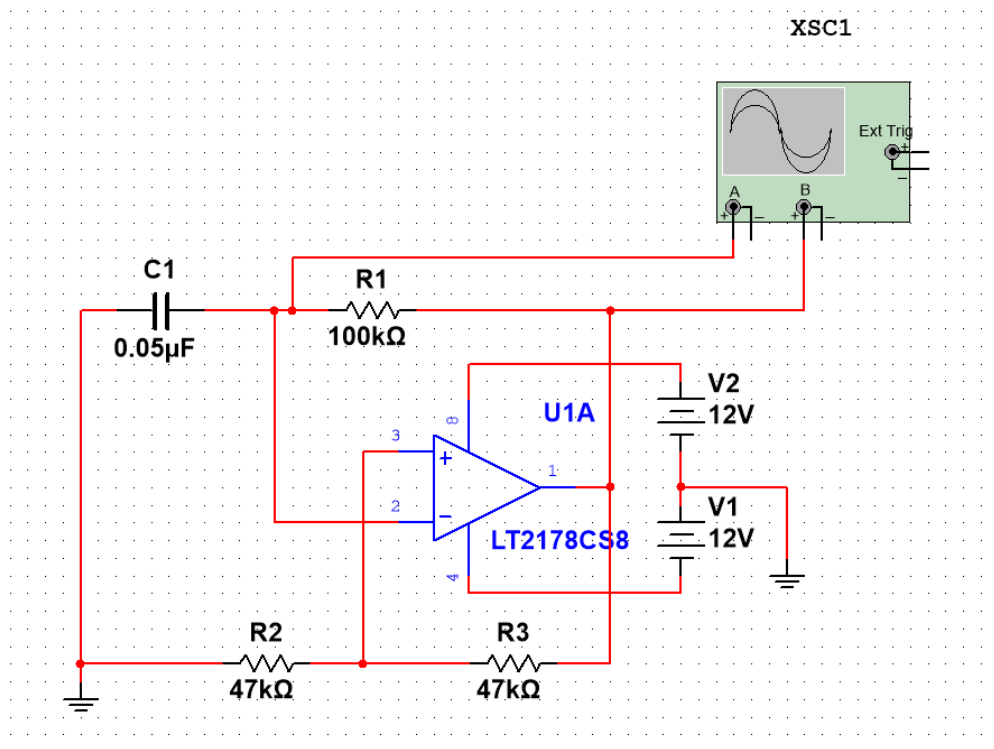 XSC1
Ext Trig
+
−
A
B
+ −
+ −
C1
0.05µF
R1
100kΩ
V2
12V
U1A
8
3
+
1
2
−
V1
12V
LT2178CS8
4
R2
47kΩ
R3
47kΩ